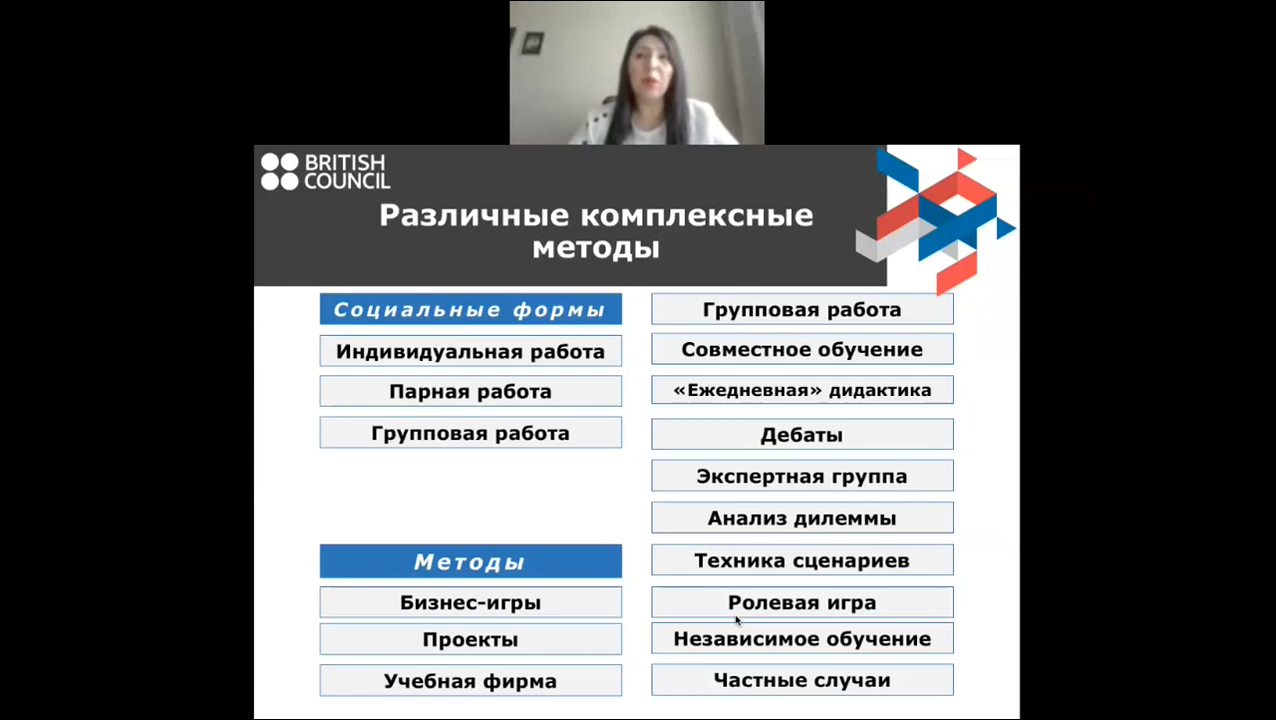 BRITISH
COUNCIL
Различные комплексные
методы
Социальные формы
Индивидуальная работа
Парная работа
Групповая работа
Методы
Бизнес-игры
Проекты
Учебная фирма
Групповая работа
Совместное обучение
«Ежедневная» дидактика
Дебаты
Экспертная группа
Анализ дилеммы
Техника сценариев
Ролевая игра
Независимое обучение
Частные случаи